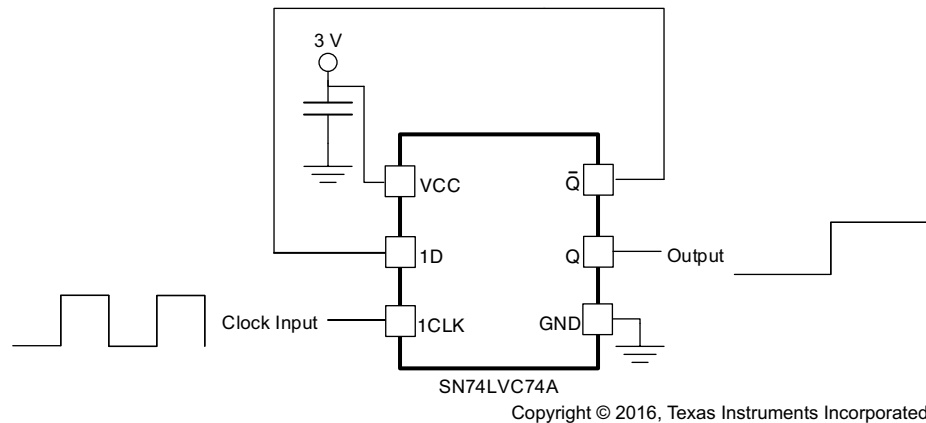 3 V
VCC
Q̄
1D
Q
Output
Clock Input
1CLK
GND
SN74LVC74A
Copyright © 2016, Texas Instruments Incorporated